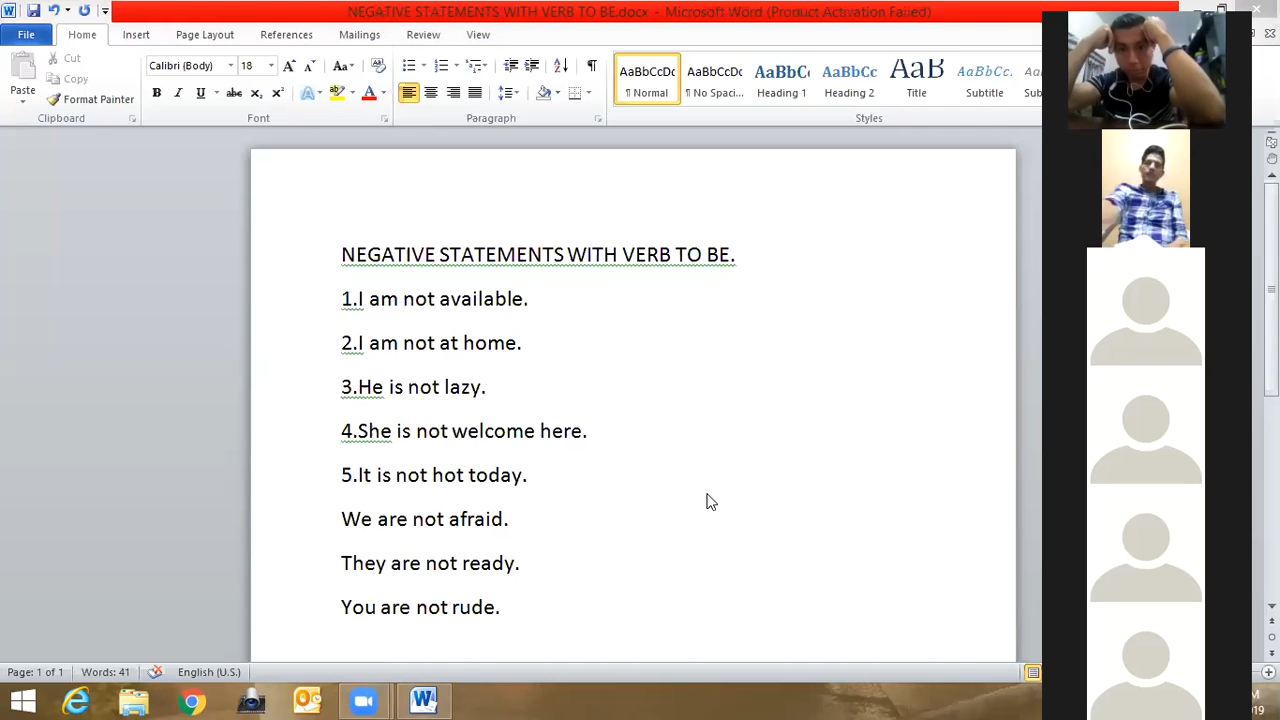 NEGATIVE STATEMENTS WITH VERB TO BE.docx - Microsoft Word (Product Activation Failed)
File Home Insert Page Layout References Mailings Review View
Cut
Copy
Paste
Format Painter
Clipboard
Calibri (Body) 18
Font
Paragraph
AaBbCcDc AaBbCcDc AaBbC AaBbCc AaB AaBbCc.
¶ Normal ¶ No Spaci... Heading 1 Heading 2 Title Subtitle
Styles
NEGATIVE STATEMENTS WITH VERB TO BE.
1.I am not available.
2.I am not at home.
3.He is not lazy.
4.She is not welcome here.
5.It is not hot today.
We are not afraid.
They are not ready.
You are not rude.
Page: 1 of 1 Words: 41 English (U.S.)